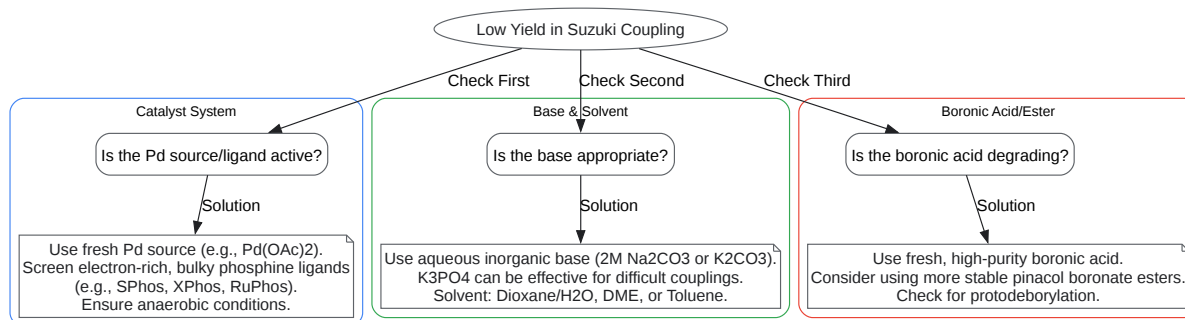 Low Yield in Suzuki Coupling
Check First
Check Second
Check Third
Catalyst System
Is the Pd source/ligand active?
Solution
Use fresh Pd source (e.g., Pd(OAc)2).
Screen electron-rich, bulky phosphine ligands
(e.g., SPhos, XPhos, RuPhos).
Ensure anaerobic conditions.
Base & Solvent
Is the base appropriate?
Solution
Use aqueous inorganic base (2M Na2CO3 or K2CO3).
K3PO4 can be effective for difficult couplings.
Solvent: Dioxane/H2O, DME, or Toluene.
Boronic Acid/Ester
Is the boronic acid degrading?
Solution
Use fresh, high-purity boronic acid.
Consider using more stable pinacol boronate esters.
Check for protodeborylation.